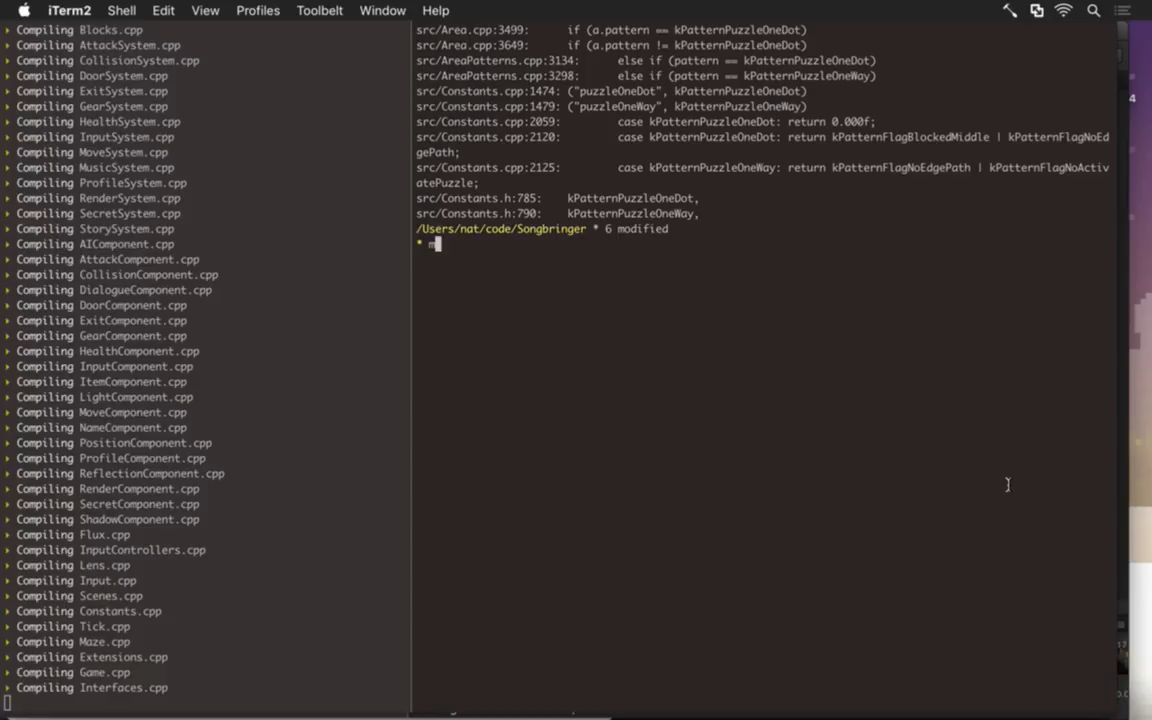 iTerm2 Shell Edit View Profiles Toolbelt Window Help
Compiling Blocks.cpp
Compiling AttackSystem.cpp
Compiling CollisionSystem.cpp
Compiling DoorSystem.cpp
Compiling ExitSystem.cpp
Compiling GearSystem.cpp
Compiling HealthSystem.cpp
Compiling InputSystem.cpp
Compiling MoveSystem.cpp
Compiling MusicSystem.cpp
Compiling ProfileSystem.cpp
Compiling RenderSystem.cpp
Compiling SecretSystem.cpp
Compiling StorySystem.cpp
Compiling AIComponent.cpp
Compiling AttackComponent.cpp
Compiling CollisionComponent.cpp
Compiling DialogueComponent.cpp
Compiling DoorComponent.cpp
Compiling ExitComponent.cpp
Compiling GearComponent.cpp
Compiling HealthComponent.cpp
Compiling InputComponent.cpp
Compiling ItemComponent.cpp
Compiling LightComponent.cpp
Compiling MoveComponent.cpp
Compiling NameComponent.cpp
Compiling PositionComponent.cpp
Compiling ProfileComponent.cpp
Compiling ReflectionComponent.cpp
Compiling RenderComponent.cpp
Compiling SecretComponent.cpp
Compiling ShadowComponent.cpp
Compiling Flux.cpp
Compiling InputControllers.cpp
Compiling Lens.cpp
Compiling Input.cpp
Compiling Scenes.cpp
Compiling Constants.cpp
Compiling Tick.cpp
Compiling Maze.cpp
Compiling Extensions.cpp
Compiling Game.cpp
Compiling Interfaces.cpp
src/Area.cpp:3499: if (a.pattern == kPatternPuzzleOneDot)
src/Area.cpp:3649: if (a.pattern != kPatternPuzzleOneDot)
src/AreaPatterns.cpp:3134: else if (pattern == kPatternPuzzleOneDot)
src/AreaPatterns.cpp:3298: else if (pattern == kPatternPuzzleOneWay)
src/Constants.cpp:1474: ("puzzleOneDot", kPatternPuzzleOneDot)
src/Constants.cpp:1479: ("puzzleOneWay", kPatternPuzzleOneWay)
src/Constants.cpp:2059: case kPatternPuzzleOneDot: return 0.000f;
src/Constants.cpp:2120: case kPatternPuzzleOneDot: return kPatternFlagBlockedMiddle | kPatternFlagNoEd
gePath;
src/Constants.cpp:2125: case kPatternPuzzleOneWay: return kPatternFlagNoEdgePath | kPatternFlagNoActiv
atePuzzle;
src/Constants.h:785: kPatternPuzzleOneDot,
src/Constants.h:790: kPatternPuzzleOneWay,
/Users/nat/code/Songbringer * 6 modified
* m
4